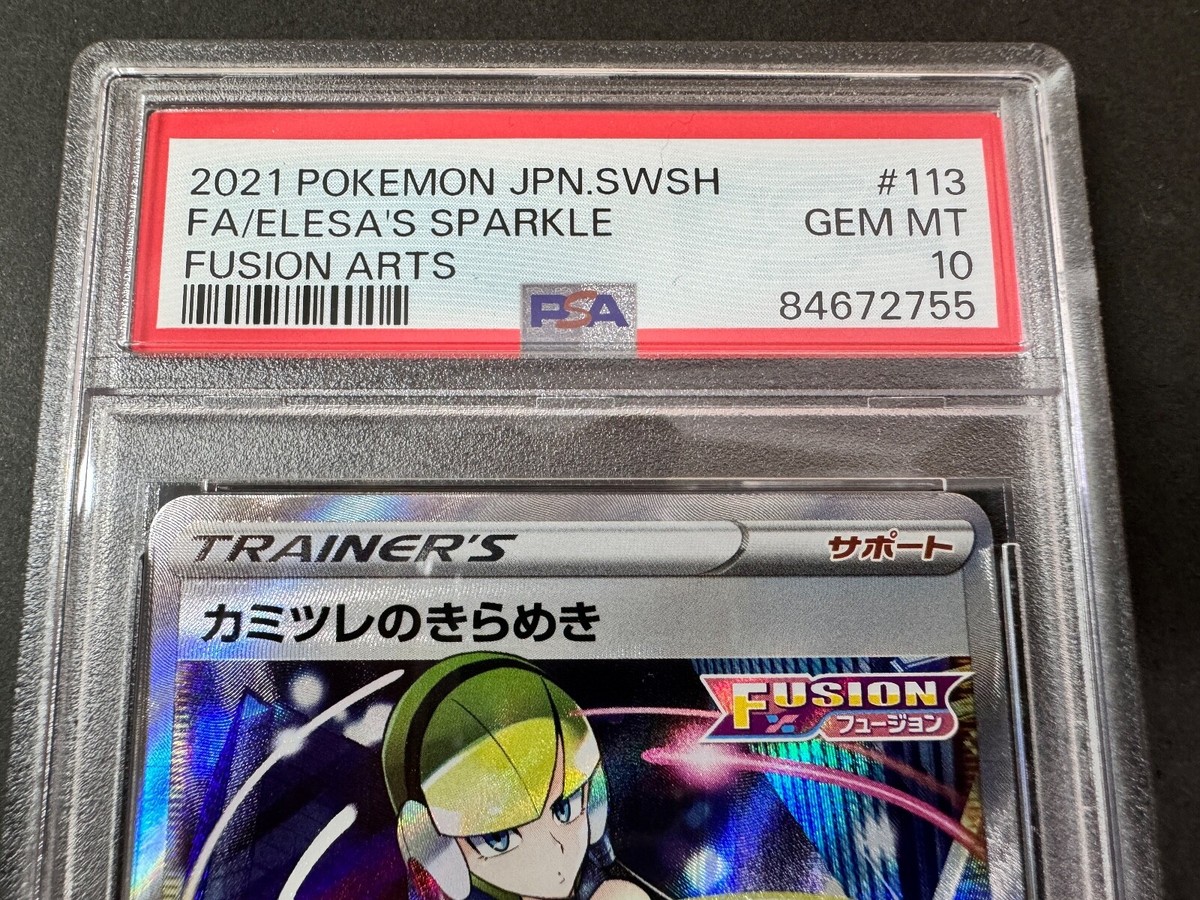 2021 POKEMON JPN.SWSH #113
FA/ELESA'S SPARKLE GEM MT
FUSION ARTS 10
PSA 84672755
TRAINER'S サポート
カミツレのきらめき
FUSION
フュージョン